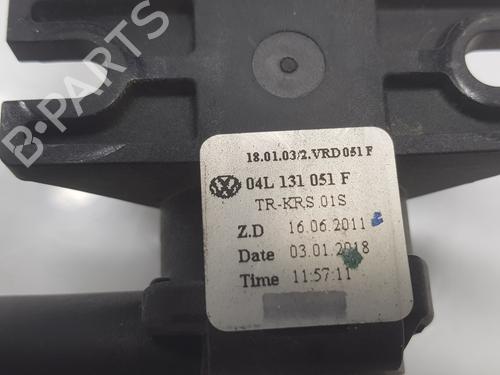 B-PARTS
18.01.03/2.VRD 051 F
04L 131 051 F
TR-KRS.01S
Z.D 16.06.2011
Date 03.01.2018
Time 11:57:11